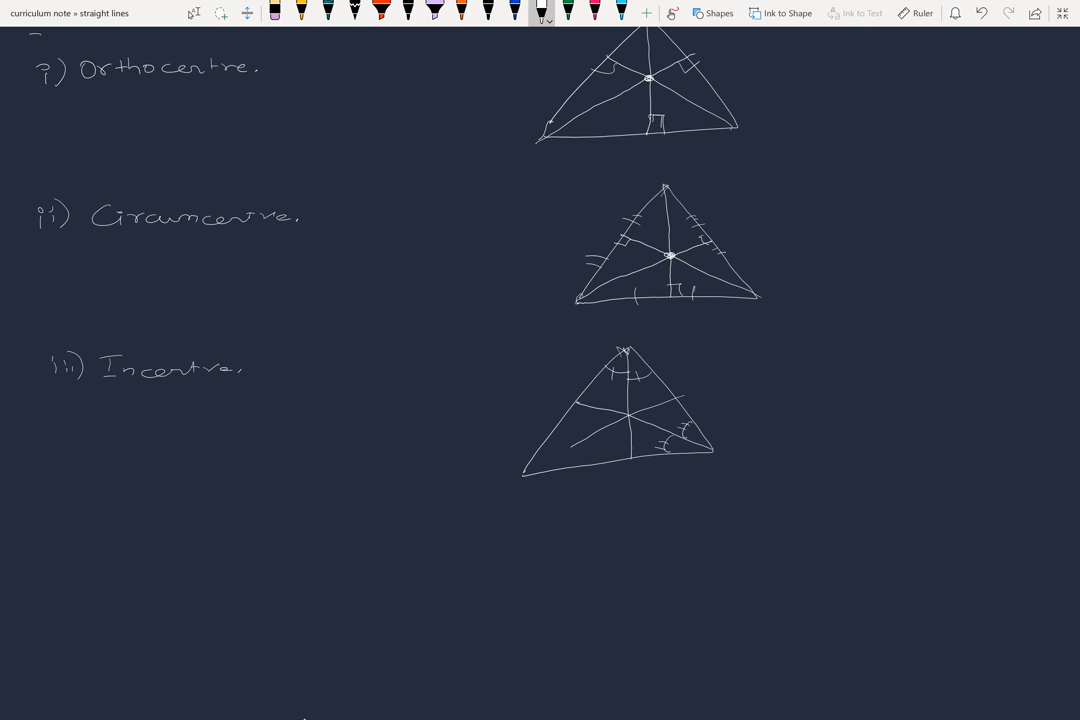 curriculum note » straight lines
Shapes Ink to Shape Ink to Text Ruler
i) Orthocentre.
ii) Circumcentre.
iii) Incentre.